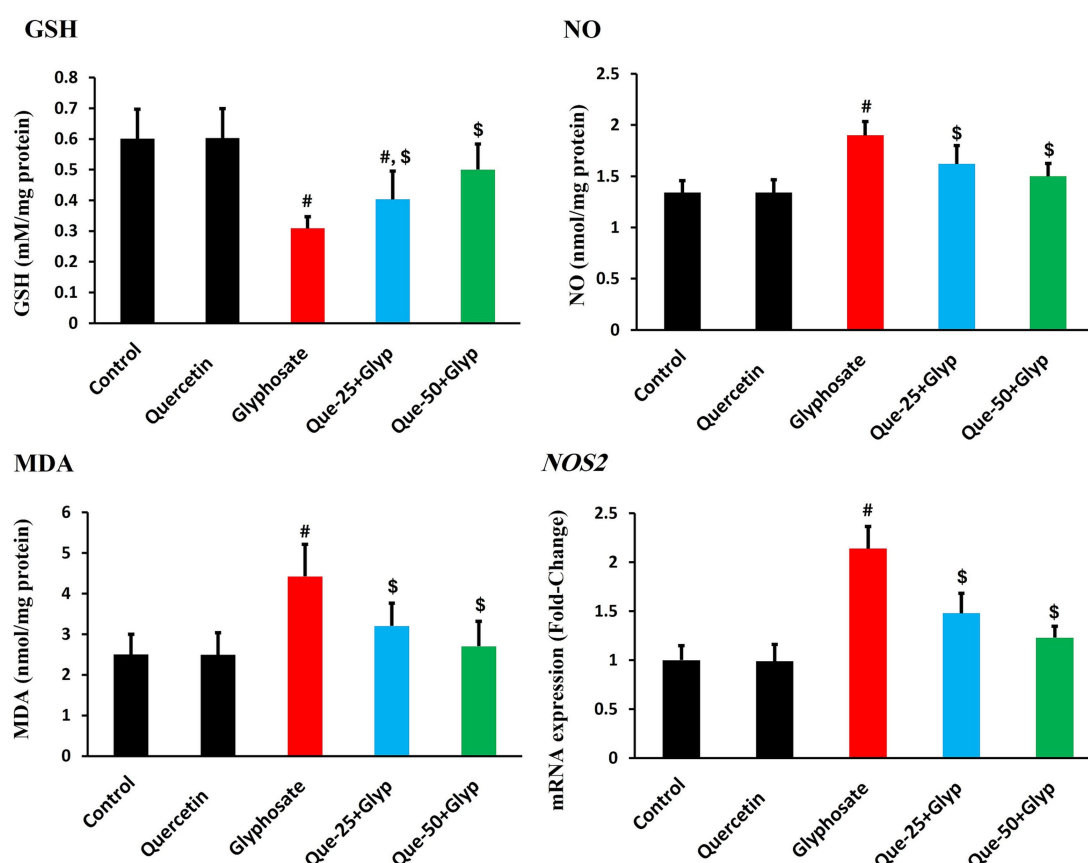 GSH
GSH (mM/mg protein)
0.8
0.7
0.6
0.5
0.4
0.3
0.2
0.1
0
#
#, $
$
Control
Quercetin
Glyphosate
Que-25+Glyp
Que-50+Glyp
NO
NO (nmol/mg protein)
2.5
2
1.5
1
0.5
0
#
$
$
Control
Quercetin
Glyphosate
Que-25+Glyp
Que-50+Glyp
MDA
MDA (nmol/mg protein)
6
5
4
3
2
1
0
#
$
$
Control
Quercetin
Glyphosate
Que-25+Glyp
Que-50+Glyp
NOS2
mRNA expression (Fold-Change)
2.5
2
1.5
1
0.5
0
#
$
$
Control
Quercetin
Glyphosate
Que-25+Glyp
Que-50+Glyp